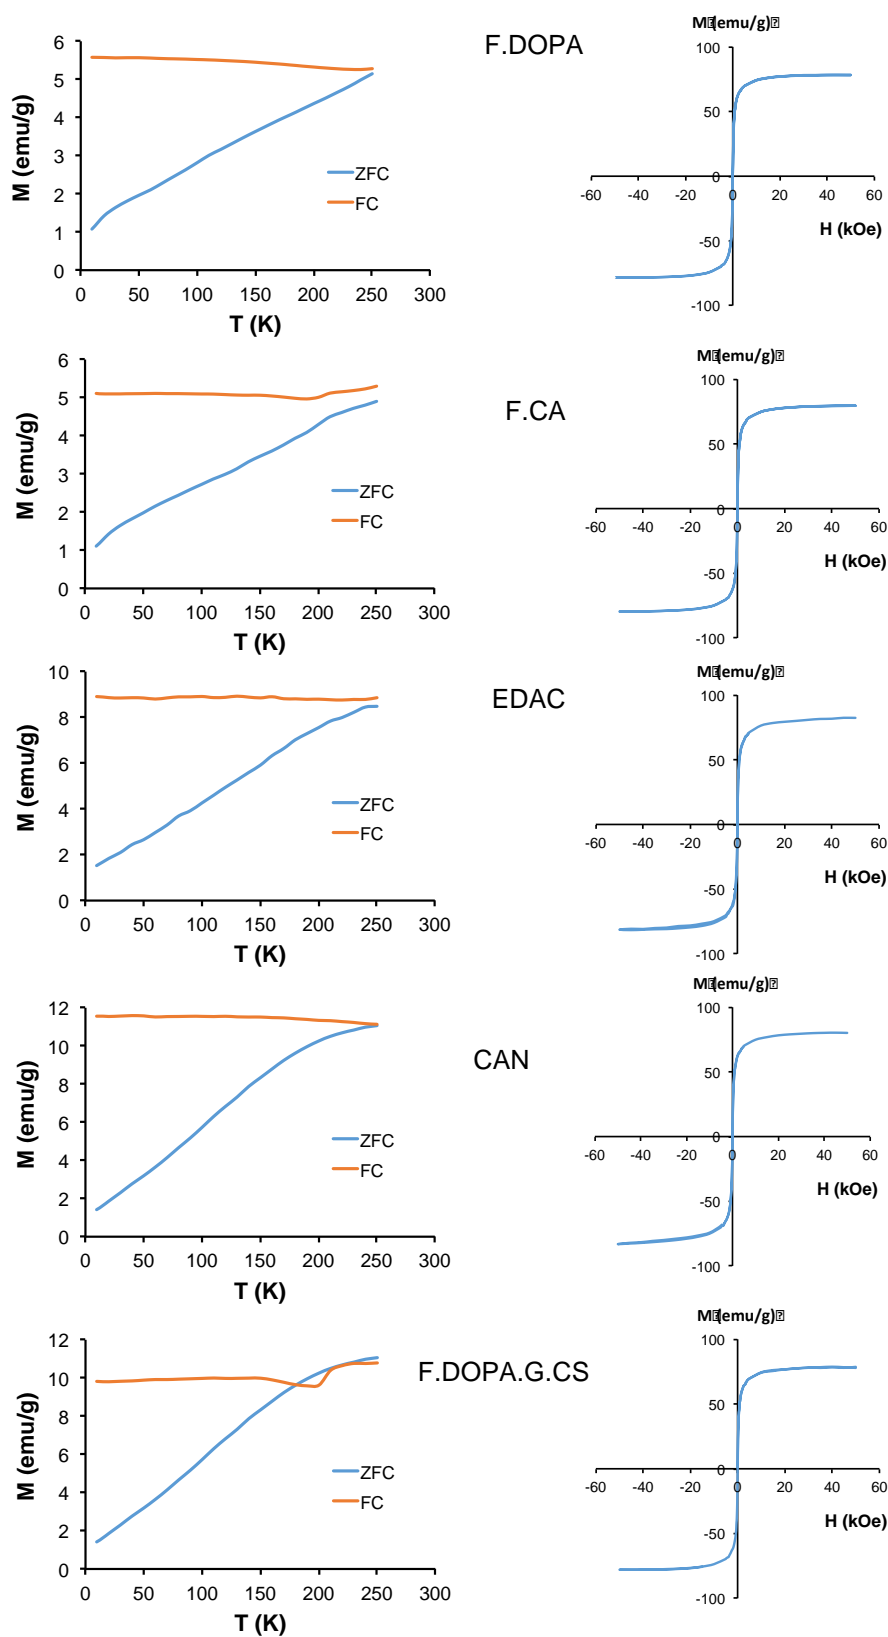 F.DOPA
M (emu/g)
6
5
4
3
2
1
0
ZFC
FC
0 50 100 150 200 250 300
T (K)
M⍰(emu/g)⍰
100
50
0
-50
-100
-60 -40 -20 0 20 40 60
H (kOe)
F.CA
M (emu/g)
6
5
4
3
2
1
0
ZFC
FC
0 50 100 150 200 250 300
T (K)
M⍰(emu/g)⍰
100
50
0
-50
-100
-60 -40 -20 0 20 40 60
H (kOe)
EDAC
M (emu/g)
10
8
6
4
2
0
ZFC
FC
0 50 100 150 200 250 300
T (K)
M⍰(emu/g)⍰
100
50
0
-50
-100
-60 -40 -20 0 20 40 60
H (kOe)
CAN
M (emu/g)
12
10
8
6
4
2
0
ZFC
FC
0 50 100 150 200 250 300
T (K)
M⍰(emu/g)⍰
100
50
0
-50
-100
-60 -40 -20 0 20 40 60
H (kOe)
F.DOPA.G.CS
M (emu/g)
12
10
8
6
4
2
0
ZFC
FC
0 50 100 150 200 250 300
T (K)
M⍰(emu/g)⍰
100
50
0
-50
-100
-60 -40 -20 0 20 40 60
H (kOe)